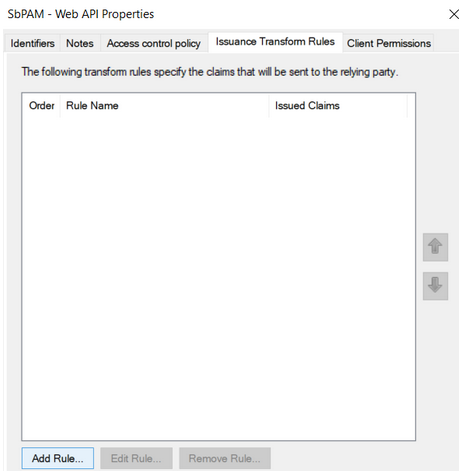 SbPAM - Web API Properties
Identifiers Notes Access control policy Issuance Transform Rules Client Permissions
The following transform rules specify the claims that will be sent to the relying party.
Order Rule Name Issued Claims
Add Rule... Edit Rule... Remove Rule...